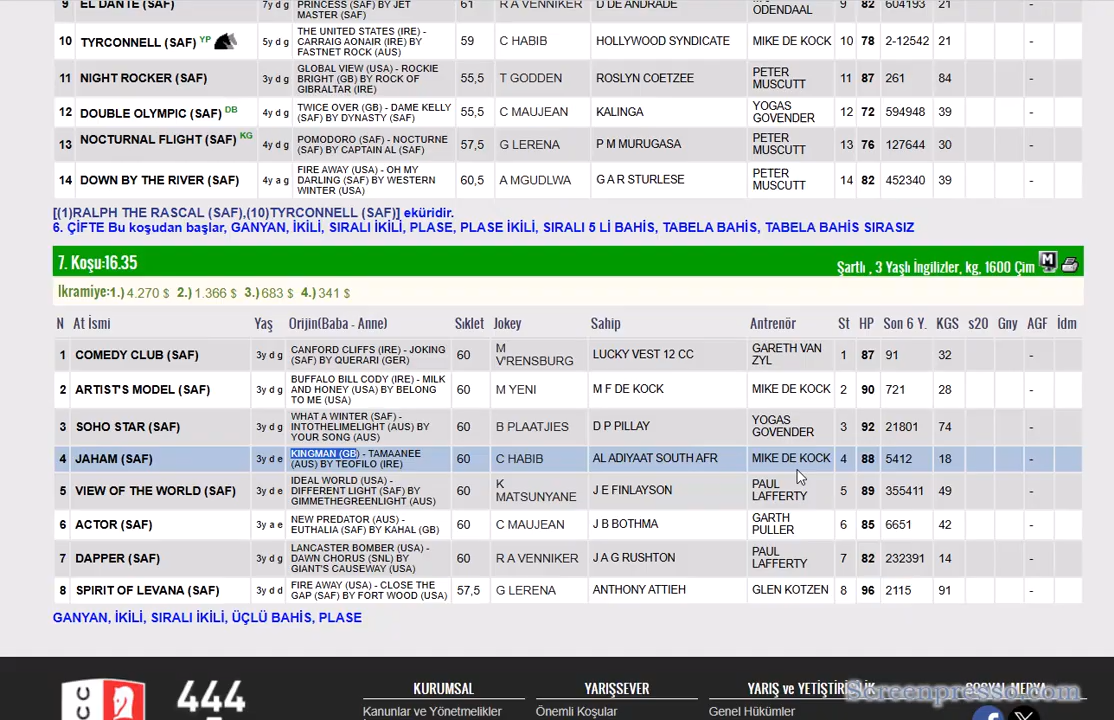 9 EL DANTE (SAF) 7y d g PRINCESS (SAF) BY JET MASTER (SAF) 61 R A VENNIKER D DE ANDRADE ODENDAAL 9 82 604193 21 -
10 TYRCONNELL (SAF) YP 5y d g THE UNITED STATES (IRE) - CARRAIG AONAIR (IRE) BY FASTNET ROCK (AUS) 59 C HABIB HOLLYWOOD SYNDICATE MIKE DE KOCK 10 78 2-12542 21 -
11 NIGHT ROCKER (SAF) 3y d g GLOBAL VIEW (USA) - ROCKIE BRIGHT (GB) BY ROCK OF GIBRALTAR (IRE) 55,5 T GODDEN ROSLYN COETZEE PETER MUSCUTT 11 87 261 84 -
12 DOUBLE OLYMPIC (SAF) DB 4y d g TWICE OVER (GB) - DAME KELLY (SAF) BY DYNASTY (SAF) 55,5 C MAUJEAN KALINGA YOGAS GOVENDER 12 72 594948 39 -
13 NOCTURNAL FLIGHT (SAF) KG 4y d g POMODORO (SAF) - NOCTURNE (SAF) BY CAPTAIN AL (SAF) 57,5 G LERENA P M MURUGASA PETER MUSCUTT 13 76 127644 30 -
14 DOWN BY THE RIVER (SAF) 4y a g FIRE AWAY (USA) - OH MY DARLING (SAF) BY WESTERN WINTER (USA) 60,5 A MGUDLWA G A R STURLESE PETER MUSCUTT 14 82 452340 39 -
[(1)RALPH THE RASCAL (SAF),(10)TYRCONNELL (SAF)] eküridir.
6. ÇİFTE Bu koşudan başlar, GANYAN, İKİLİ, SIRALI İKİLİ, PLASE, PLASE İKİLİ, SIRALI 5 Lİ BAHİS, TABELA BAHİS, TABELA BAHİS SIRASIZ
7. Koşu:16.35 Şartlı , 3 Yaşlı İngilizler, kg, 1600 Çim M
İkramiye:1.) 4.270 $ 2.) 1.366 $ 3.) 683 $ 4.) 341 $
N At İsmi Yaş Orijin(Baba - Anne) Sıklet Jokey Sahip Antrenör St HP Son 6 Y. KGS s20 Gny AGF İdm
1 COMEDY CLUB (SAF) 3y d g CANFORD CLIFFS (IRE) - JOKING (SAF) BY QUERARI (GER) 60 M V'RENSBURG LUCKY VEST 12 CC GARETH VAN ZYL 1 87 91 32 -
2 ARTIST'S MODEL (SAF) 3y d g BUFFALO BILL CODY (IRE) - MILK AND HONEY (USA) BY BELONG TO ME (USA) 60 M YENI M F DE KOCK MIKE DE KOCK 2 90 721 28 -
3 SOHO STAR (SAF) 3y d g WHAT A WINTER (SAF) - INTOTHELIMELIGHT (AUS) BY YOUR SONG (AUS) 60 B PLAATJIES D P PILLAY YOGAS GOVENDER 3 92 21801 74 -
4 JAHAM (SAF) 3y d e KINGMAN (GB) - TAMAANEE (AUS) BY TEOFILO (IRE) 60 C HABIB AL ADIYAAT SOUTH AFR MIKE DE KOCK 4 88 5412 18 -
5 VIEW OF THE WORLD (SAF) 3y d e IDEAL WORLD (USA) - DIFFERENT LIGHT (SAF) BY GIMMETHEGREENLIGHT (AUS) 60 K MATSUNYANE J E FINLAYSON PAUL LAFFERTY 5 89 355411 49 -
6 ACTOR (SAF) 3y a e NEW PREDATOR (AUS) - EUTHALIA (SAF) BY KAHAL (GB) 60 C MAUJEAN J B BOTHMA GARTH PULLER 6 85 6651 42 -
7 DAPPER (SAF) 3y d g LANCASTER BOMBER (USA) - DAWN CHORUS (SNL) BY GIANT'S CAUSEWAY (USA) 60 R A VENNIKER J A G RUSHTON PAUL LAFFERTY 7 82 232391 14 -
8 SPIRIT OF LEVANA (SAF) 3y d d FIRE AWAY (USA) - CLOSE THE GAP (SAF) BY FORT WOOD (USA) 57,5 G LERENA ANTHONY ATTIEH GLEN KOTZEN 8 96 2115 91 -
GANYAN, İKİLİ, SIRALI İKİLİ, ÜÇLÜ BAHİS, PLASE
444 KURUMSAL YARIŞSEVER YARIŞ ve YETİŞTİRİCİLİK SOSYAL MEDYA
Screenpresso.com
Kanunlar ve Yönetmelikler Önemli Koşular Genel Hükümler